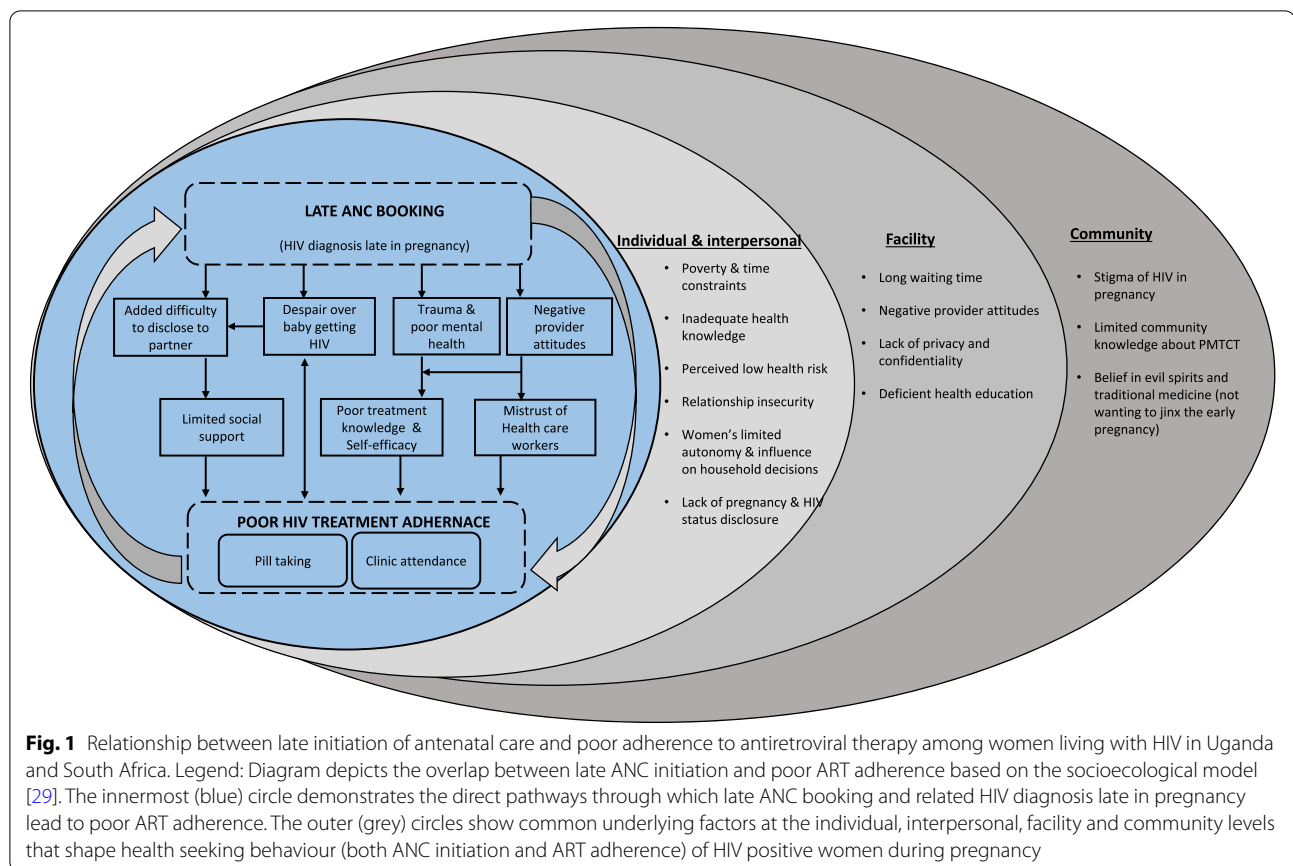 LATE ANC BOOKING
(HIV diagnosis late in pregnancy)
Added difficulty
to disclose to
partner
Despair over
baby getting
HIV
Trauma &
poor mental
health
Negative
provider
attitudes
Limited social
support
Poor treatment
knowledge &
Self-efficacy
Mistrust of
Health care
workers
POOR HIV TREATMENT ADHERNACE
Pill taking
Clinic attendance
Individual & interpersonal
• Poverty & time
constraints
• Inadequate health
knowledge
• Perceived low health risk
• Relationship insecurity
• Women's limited
autonomy & influence
on household decisions
• Lack of pregnancy & HIV
status disclosure
Facility
• Long waiting time
• Negative provider attitudes
• Lack of privacy and
confidentiality
• Deficient health education
Community
• Stigma of HIV in
pregnancy
• Limited community
knowledge about PMTCT
• Belief in evil spirits and
traditional medicine (not
wanting to jinx the early
pregnancy)
Fig. 1 Relationship between late initiation of antenatal care and poor adherence to antiretroviral therapy among women living with HIV in Uganda
and South Africa. Legend: Diagram depicts the overlap between late ANC initiation and poor ART adherence based on the socioecological model
[29]. The innermost (blue) circle demonstrates the direct pathways through which late ANC booking and related HIV diagnosis late in pregnancy
lead to poor ART adherence. The outer (grey) circles show common underlying factors at the individual, interpersonal, facility and community levels
that shape health seeking behaviour (both ANC initiation and ART adherence) of HIV positive women during pregnancy